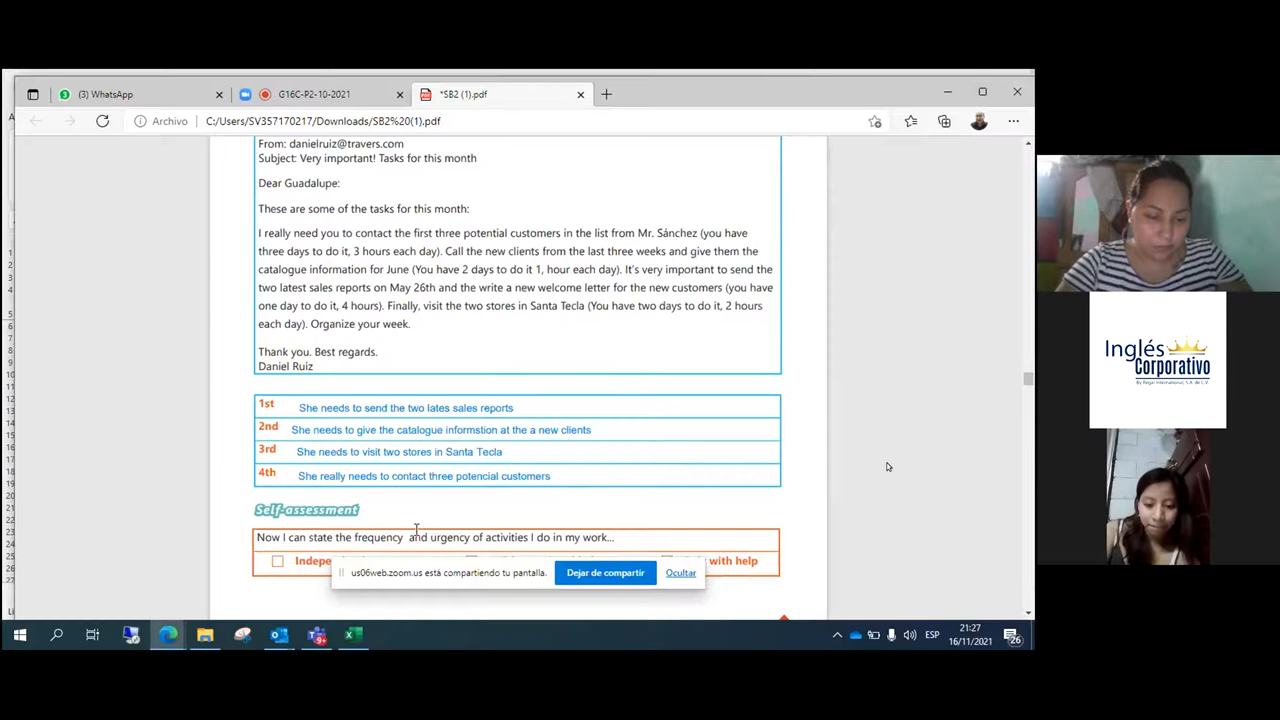 (3) WhatsApp
G16C-P2-10-2021
*SB2 (1).pdf
Archivo
C:/Users/SV357170217/Downloads/SB2%20(1).pdf
From: danielruiz@travers.com
Subject: Very important! Tasks for this month
Dear Guadalupe:
These are some of the tasks for this month:
I really need you to contact the first three potential customers in the list from Mr. Sánchez (you have
three days to do it, 3 hours each day). Call the new clients from the last three weeks and give them the
catalogue information for June (You have 2 days to do it 1, hour each day). It's very important to send the
two latest sales reports on May 26th and the write a new welcome letter for the new customers (you have
one day to do it, 4 hours). Finally, visit the two stores in Santa Tecla (You have two days to do it, 2 hours
each day). Organize your week.
Thank you. Best regards.
Daniel Ruiz
1st She needs to send the two lates sales reports
2nd She needs to give the catalogue informstion at the a new clients
3rd She needs to visit two stores in Santa Tecla
4th She really needs to contact three potencial customers
Self-assessment
Now I can state the frequency and urgency of activities I do in my work...
with help
us06web.zoom.us está compartiendo tu pantalla.
Dejar de compartir
Ocultar
ESP
21:27
16/11/2021
26
Inglés
Corporativo
By Regal International, S.A. de C.V.